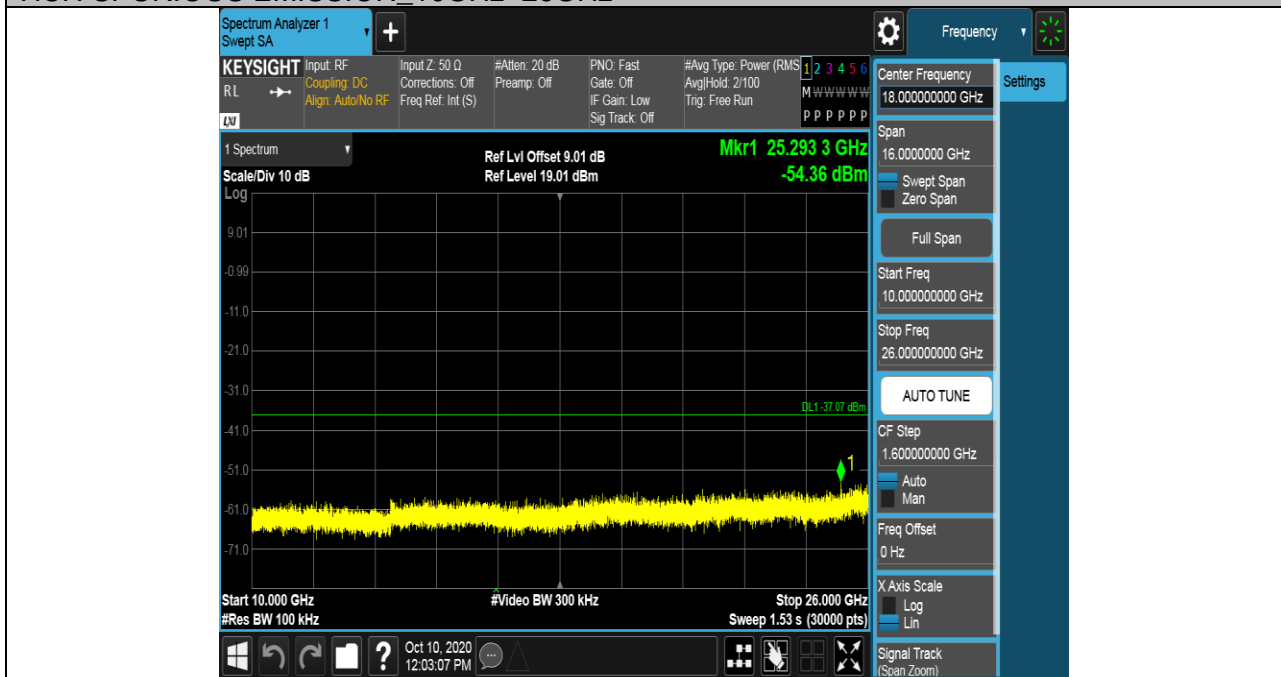 Spectrum Analyzer 1
Swept SA
+
Frequency
KEYSIGHT
RL
LXI
Input: RF
Coupling: DC
Align: Auto/No RF
Input Z: 50 Ω
Corrections: Off
Freq Ref: Int (S)
#Atten: 20 dB
Preamp: Off
PNO: Fast
Gate: Off
IF Gain: Low
Sig Track: Off
#Avg Type: Power (RMS
Avg|Hold: 2/100
Trig: Free Run
1 2 3 4 5 6
M W W W W W
P P P P P P
1 Spectrum
Scale/Div 10 dB
Log
Ref Lvl Offset 9.01 dB
Ref Level 19.01 dBm
Mkr1 25.293 3 GHz
-54.36 dBm
9.01
-0.99
-11.0
-21.0
-31.0
DL1 -37.07 dBm
-41.0
1
-51.0
-61.0
-71.0
Start 10.000 GHz
#Res BW 100 kHz
#Video BW 300 kHz
Stop 26.000 GHz
Sweep 1.53 s (30000 pts)
?
Oct 10, 2020
12:03:07 PM
Center Frequency
18.000000000 GHz
Settings
Span
16.0000000 GHz
Swept Span
Zero Span
Full Span
Start Freq
10.000000000 GHz
Stop Freq
26.000000000 GHz
AUTO TUNE
CF Step
1.600000000 GHz
Auto
Man
Freq Offset
0 Hz
X Axis Scale
Log
Lin
Signal Track
(Span Zoom)